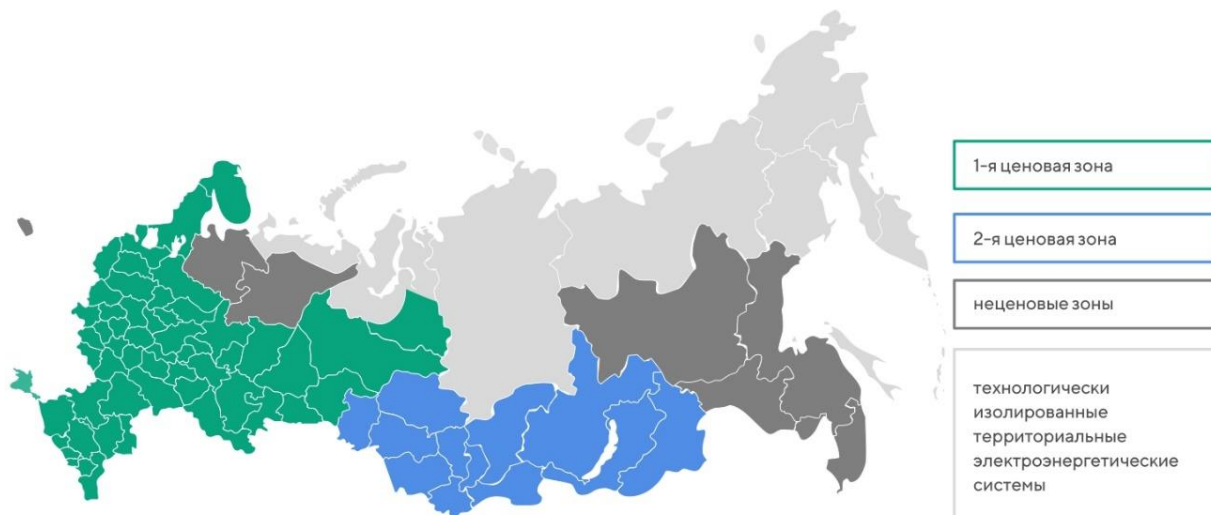 1-я ценовая зона
2-я ценовая зона
неценовые зоны
технологически
изолированные
территориальные
электроэнергетические
системы